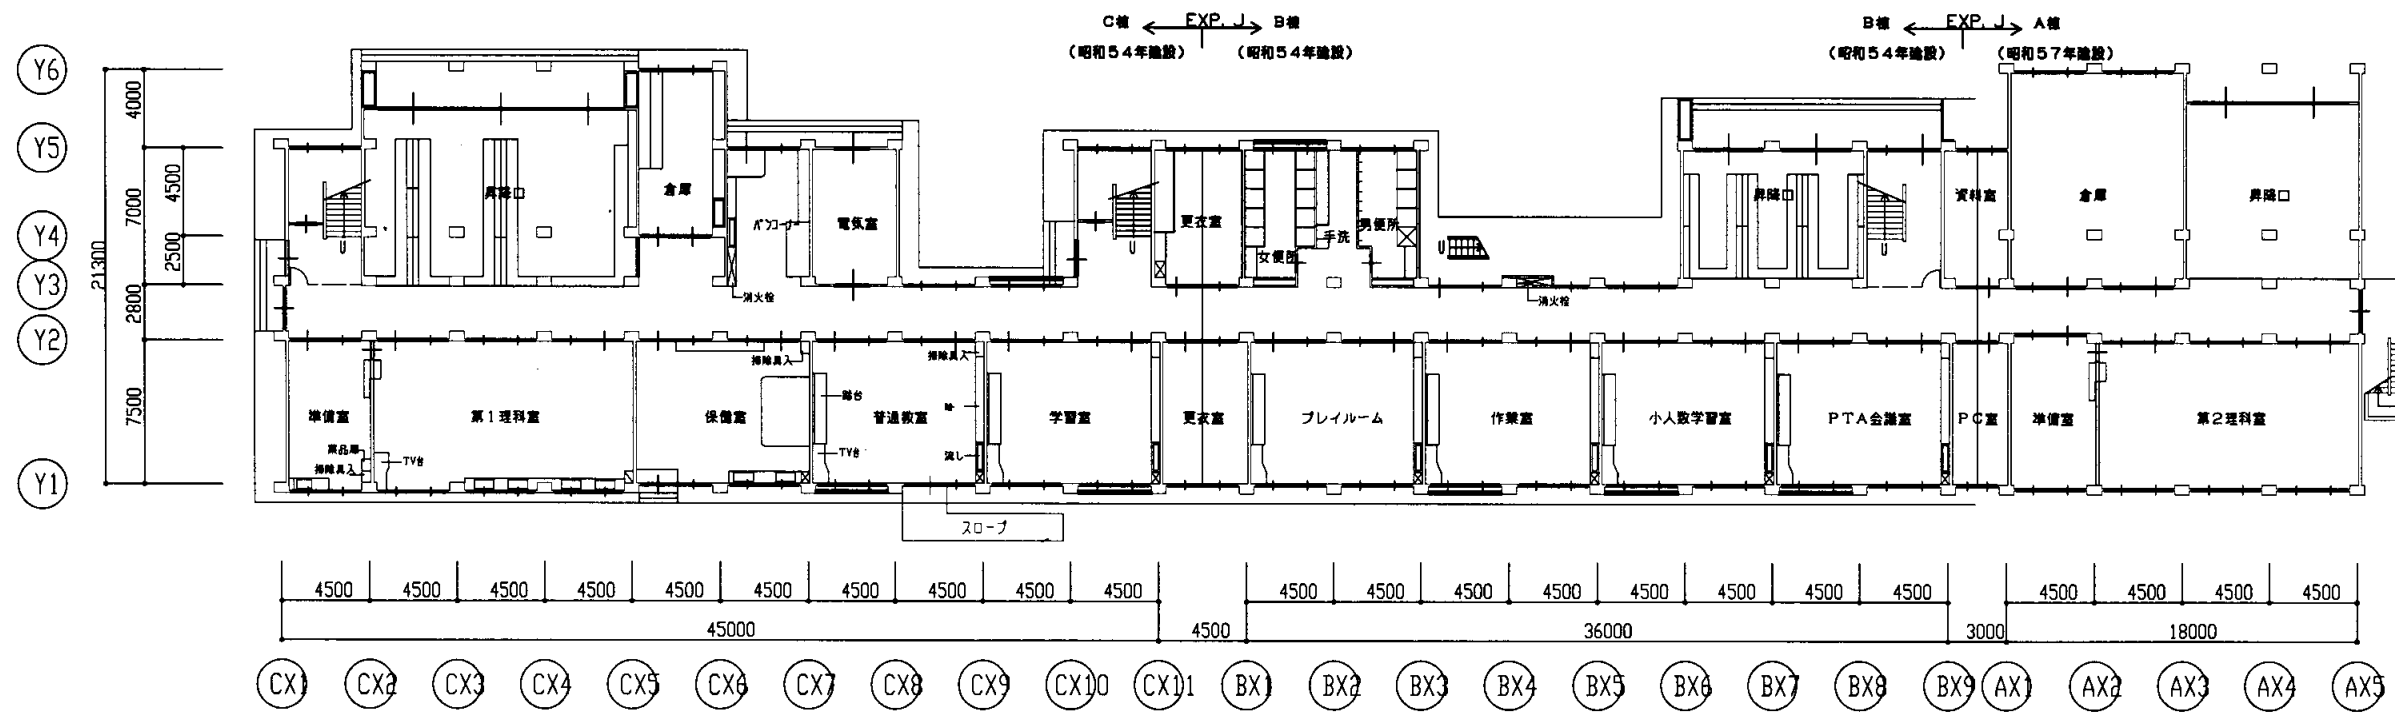 C棟 EXP. J B棟
(昭和54年建設) (昭和54年建設)
B棟 EXP. J A棟
(昭和54年建設) (昭和57年建設)
Y6
Y5
Y4
Y3
Y2
Y1
21300
4000
7000
4500
2500
2800
7500
昇降口
倉庫
パンコーナー
電気室
更衣室
女便所
手洗
男便所
昇降口
資料室
倉庫
昇降口
U
U
U
U
消火栓
消火栓
準備室
薬品庫
掃除具入
第1理科室
TV台
保健室
掃除具入
踏台
普通教室
TV台
掃除具入
流し
学習室
更衣室
プレイルーム
作業室
小人数学習室
PTA会議室
PC室
準備室
第2理科室
スロープ
4500 4500 4500 4500 4500 4500 4500 4500 4500 4500 4500 4500 4500 4500 4500 4500 4500 4500 4500 4500 4500 4500
45000 4500 36000 3000 18000
CX1 CX2 CX3 CX4 CX5 CX6 CX7 CX8 CX9 CX10 CX11 BX1 BX2 BX3 BX4 BX5 BX6 BX7 BX8 BX9 AX1 AX2 AX3 AX4 AX5